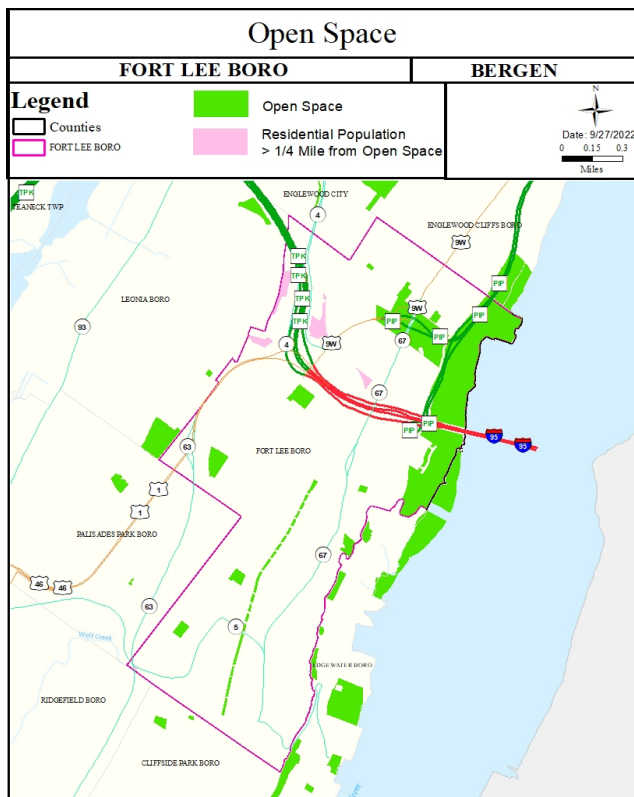 Open Space
FORT LEE BORO
BERGEN
Legend
Counties
FORT LEE BORO
Open Space
Residential Population
> 1/4 Mile from Open Space
N
Date: 9/27/2022
0 0.15 0.3
Miles
TPK
TEANECK TWP
ENGLEWOOD CITY
4
ENGLEWOOD CLIFFS BORO
9W
TPK
TPK
PIP
LEONIA BORO
TPK
9W
PIP
TPK
PIP
93
PIP
4
9W
67
67
PIP
PIP
95
95
63
FORT LEE BORO
1
1
PALISADES PARK BORO
67
46
46
63
5
Wolf Creek
EDGEWATER BORO
RIDGEFIELD BORO
CLIFFSIDE PARK BORO